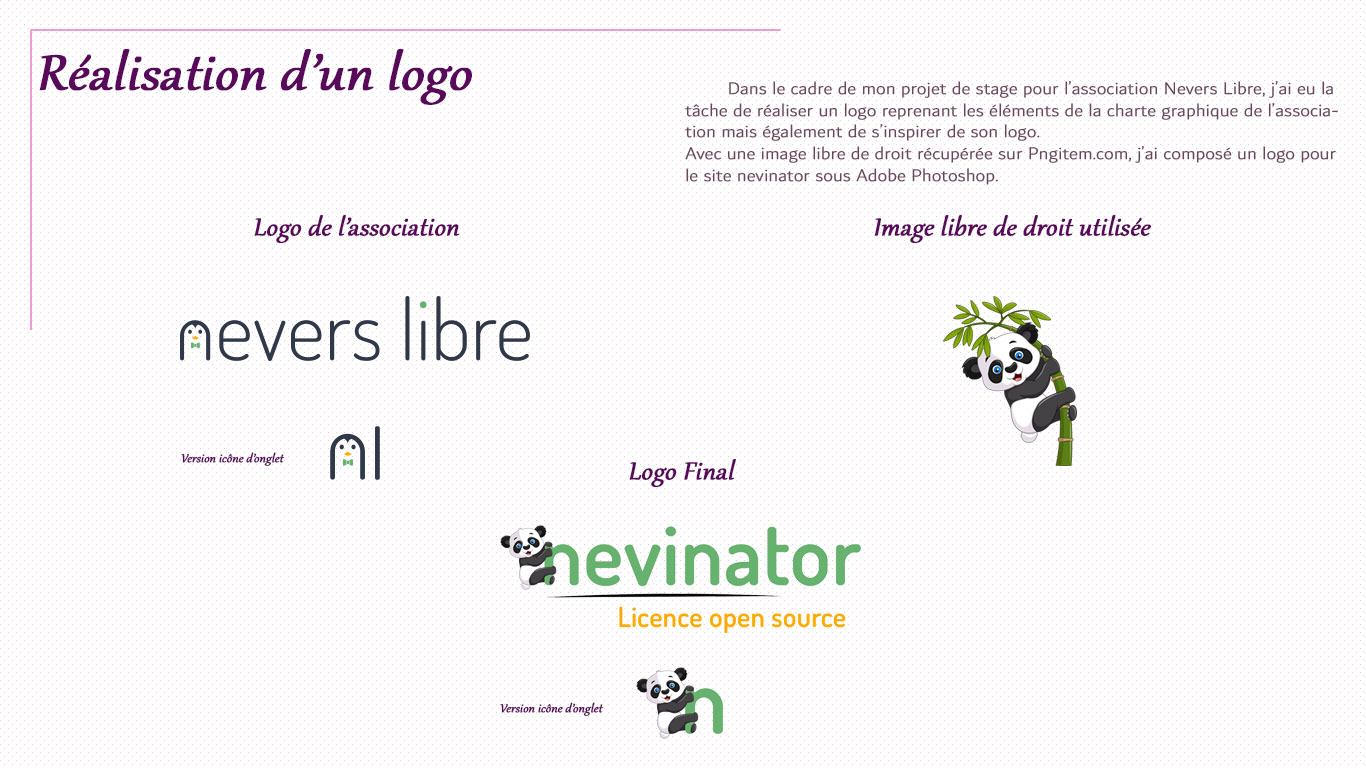 Réalisation d'un logo
Dans le cadre de mon projet de stage pour l'association Nevers Libre, j'ai eu la
tâche de réaliser un logo reprenant les éléments de la charte graphique de l'associa-
tion mais également de s'inspirer de son logo.
Avec une image libre de droit récupérée sur Pngitem.com, j'ai composé un logo pour
le site nevinator sous Adobe Photoshop.
Logo de l'association
Image libre de droit utilisée
nevers libre
Version icône d'onglet
nl
Logo Final
nevinator
Licence open source
Version icône d'onglet
n